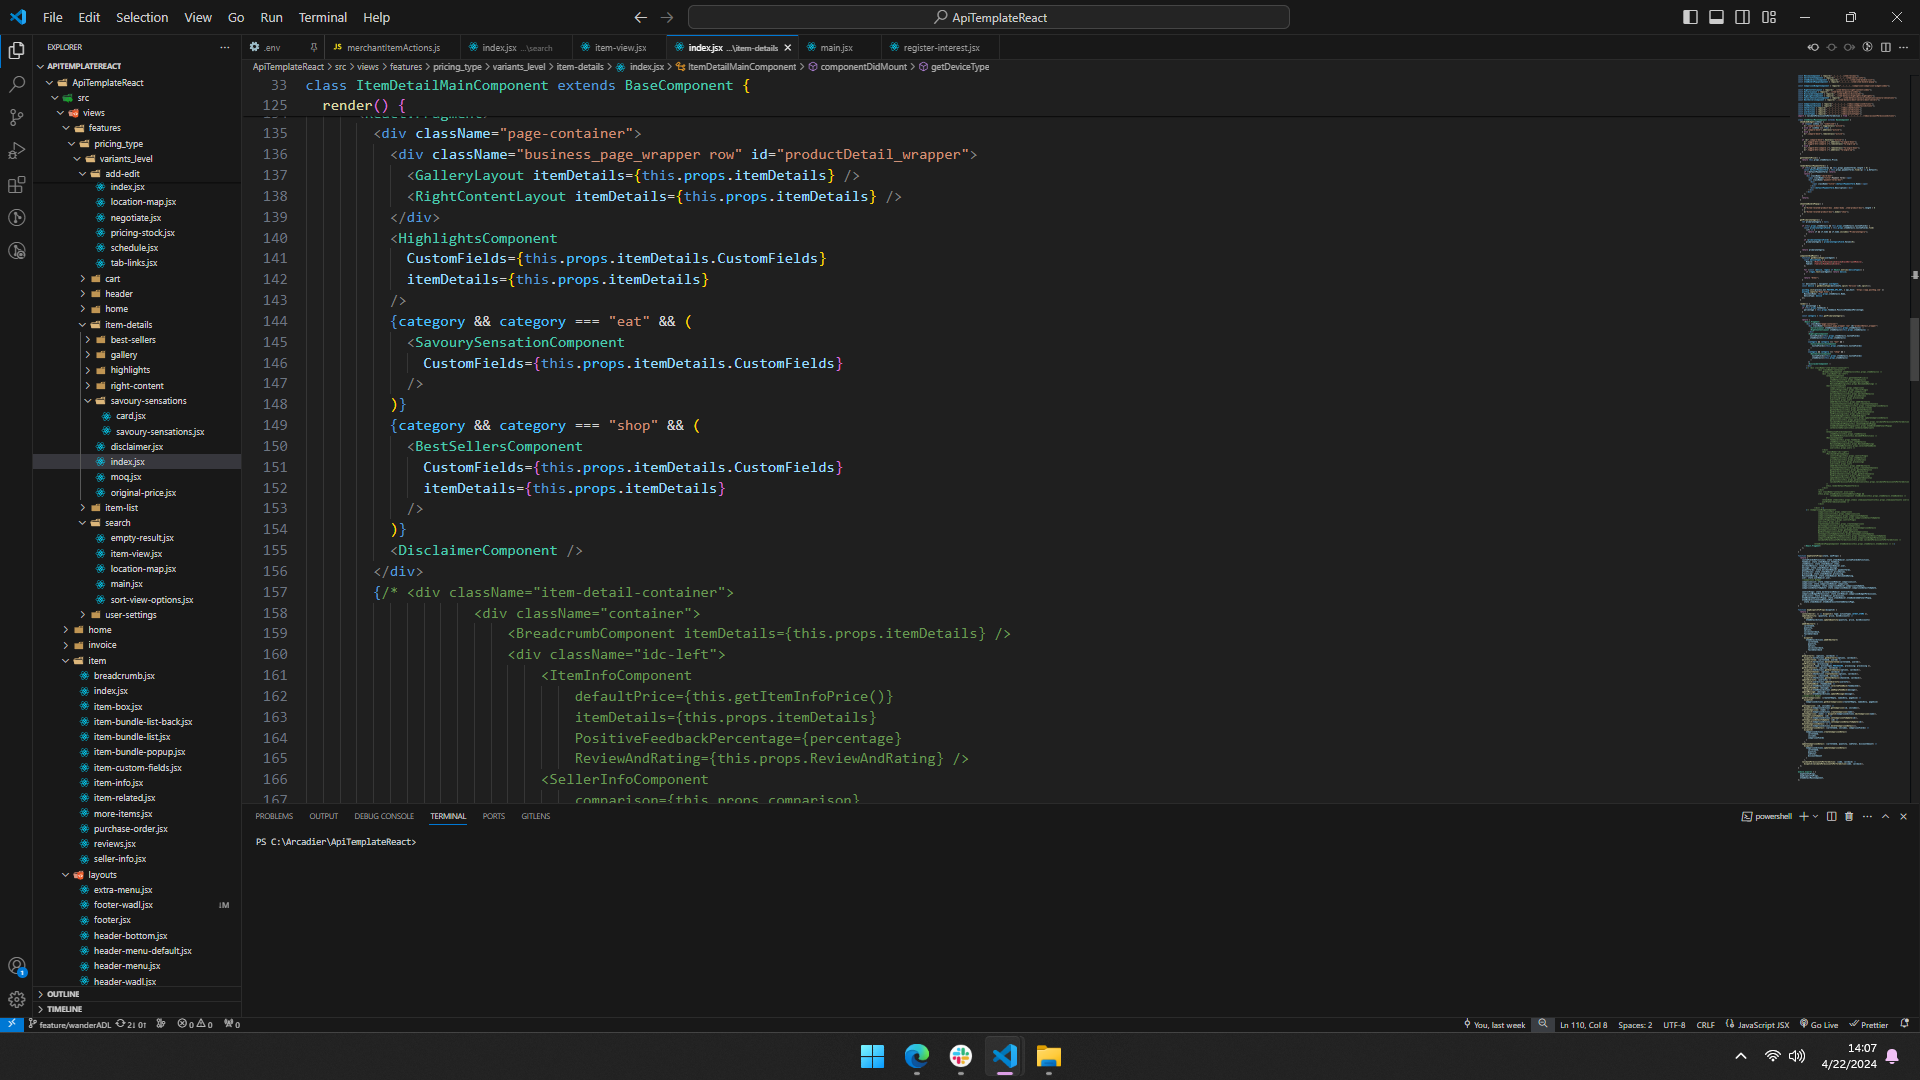 File Edit Selection View Go Run Terminal Help
ApiTemplateReact
EXPLORER
.env
JS merchantItemActions.js
index.jsx ...\search
item-view.jsx
index.jsx ...\item-details
main.jsx
register-interest.jsx
APITEMPLATEREACT
ApiTemplateReact
src
views
features
pricing_type
variants_level
add-edit
index.jsx
location-map.jsx
negotiate.jsx
pricing-stock.jsx
schedule.jsx
tab-links.jsx
cart
header
home
item-details
best-sellers
gallery
highlights
right-content
savoury-sensations
card.jsx
savoury-sensations.jsx
disclaimer.jsx
index.jsx
moq.jsx
original-price.jsx
item-list
search
empty-result.jsx
item-view.jsx
location-map.jsx
main.jsx
sort-view-options.jsx
user-settings
home
invoice
item
breadcrumb.jsx
index.jsx
item-box.jsx
item-bundle-list-back.jsx
item-bundle-list.jsx
item-bundle-popup.jsx
item-custom-fields.jsx
item-info.jsx
item-related.jsx
more-items.jsx
purchase-order.jsx
reviews.jsx
seller-info.jsx
layouts
extra-menu.jsx
footer-wadl.jsx ↓M
footer.jsx
header-bottom.jsx
header-menu-default.jsx
header-menu.jsx
header-wadl.jsx
OUTLINE
TIMELINE
ApiTemplateReact > src > views > features > pricing_type > variants_level > item-details > index.jsx > ItemDetailMainComponent > componentDidMount > getDeviceType
33 class ItemDetailMainComponent extends BaseComponent {
125 render() {
135 <div className="page-container">
136 <div className="business_page_wrapper row" id="productDetail_wrapper">
137 <GalleryLayout itemDetails={this.props.itemDetails} />
138 <RightContentLayout itemDetails={this.props.itemDetails} />
139 </div>
140 <HighlightsComponent
141 CustomFields={this.props.itemDetails.CustomFields}
142 itemDetails={this.props.itemDetails}
143 />
144 {category && category === "eat" && (
145 <SavourySensationComponent
146 CustomFields={this.props.itemDetails.CustomFields}
147 />
148 )}
149 {category && category === "shop" && (
150 <BestSellersComponent
151 CustomFields={this.props.itemDetails.CustomFields}
152 itemDetails={this.props.itemDetails}
153 />
154 )}
155 <DisclaimerComponent />
156 </div>
157 {/* <div className="item-detail-container">
158 <div className="container">
159 <BreadcrumbComponent itemDetails={this.props.itemDetails} />
160 <div className="idc-left">
161 <ItemInfoComponent
162 defaultPrice={this.getItemInfoPrice()}
163 itemDetails={this.props.itemDetails}
164 PositiveFeedbackPercentage={percentage}
165 ReviewAndRating={this.props.ReviewAndRating} />
166 <SellerInfoComponent
167 comparison={this.props.comparison}
PROBLEMS OUTPUT DEBUG CONSOLE TERMINAL PORTS GITLENS
powershell
PS C:\Arcadier\ApiTemplateReact>
feature/wanderADL 2↓ 0↑ 0 0 0
You, last week Ln 110, Col 8 Spaces: 2 UTF-8 CRLF JavaScript JSX Go Live Prettier
14:07
4/22/2024